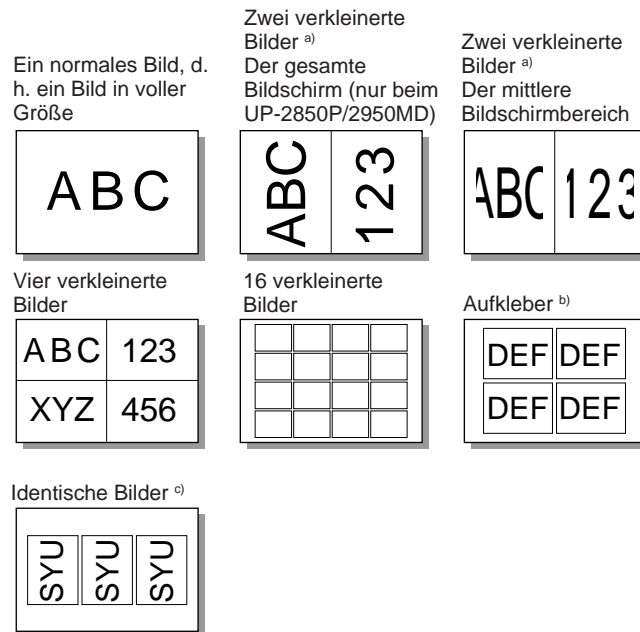 Ein normales Bild, d.
h. ein Bild in voller
Größe
ABC
Zwei verkleinerte
Bilder a)
Der gesamte
Bildschirm (nur beim
UP-2850P/2950MD)
ABC
123
Zwei verkleinerte
Bilder a)
Der mittlere
Bildschirmbereich
ABC 123
Vier verkleinerte
Bilder
ABC 123
XYZ 456
16 verkleinerte
Bilder
Aufkleber b)
DEF DEF
DEF DEF
Identische Bilder c)
SYU
SYU
SYU